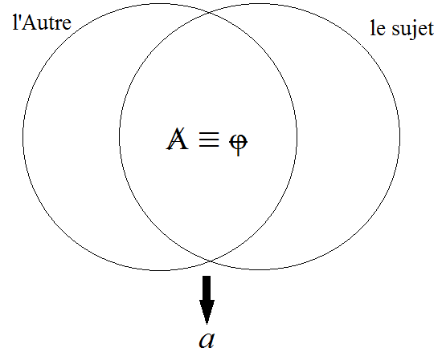 l'Autre
le sujet
Ⱥ ≡ φ̶
a